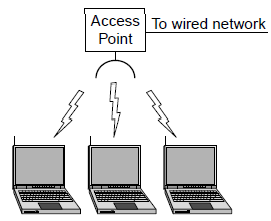 Access
Point
To wired network